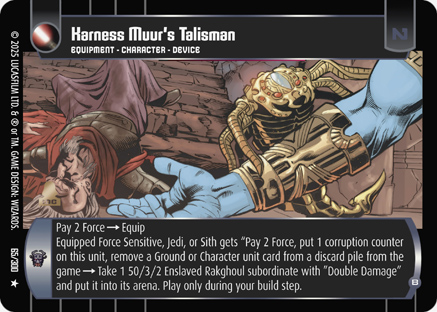 Karness Muur's Talisman
EQUIPMENT - CHARACTER - DEVICE
N
© 2025 LUCASFILM LTD. & ® or TM. GAME DESIGN: WIZARDS.
Pay 2 Force → Equip
Equipped Force Sensitive, Jedi, or Sith gets "Pay 2 Force, put 1 corruption counter
on this unit, remove a Ground or Character unit card from a discard pile from the
game → Take 1 50/3/2 Enslaved Rakghoul subordinate with "Double Damage"
and put it into its arena. Play only during your build step.
B